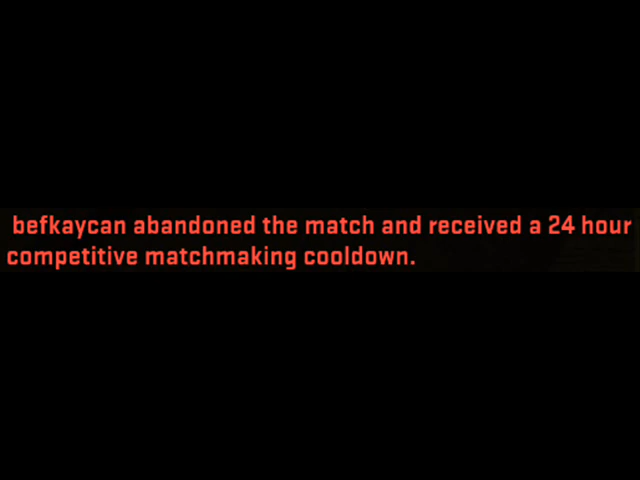 befkaycan abandoned the match and received a 24 hour
competitive matchmaking cooldown.